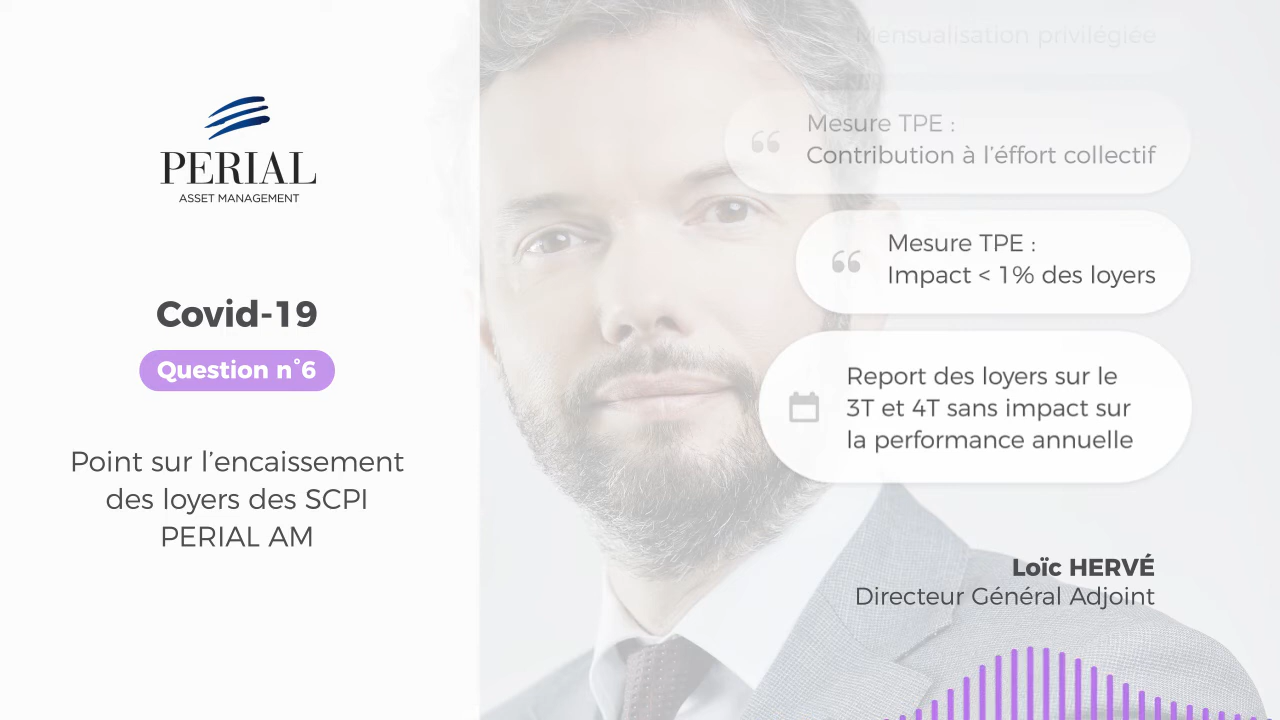 PERIAL
ASSET MANAGEMENT
Covid-19
Question n°6
Point sur l’encaissement
des loyers des SCPI
PERIAL AM
Mensualisation privilégiée
Mesure TPE :
Contribution à l’éffort collectif
Mesure TPE :
Impact < 1% des loyers
Report des loyers sur le
3T et 4T sans impact sur
la performance annuelle
Loïc HERVÉ
Directeur Général Adjoint